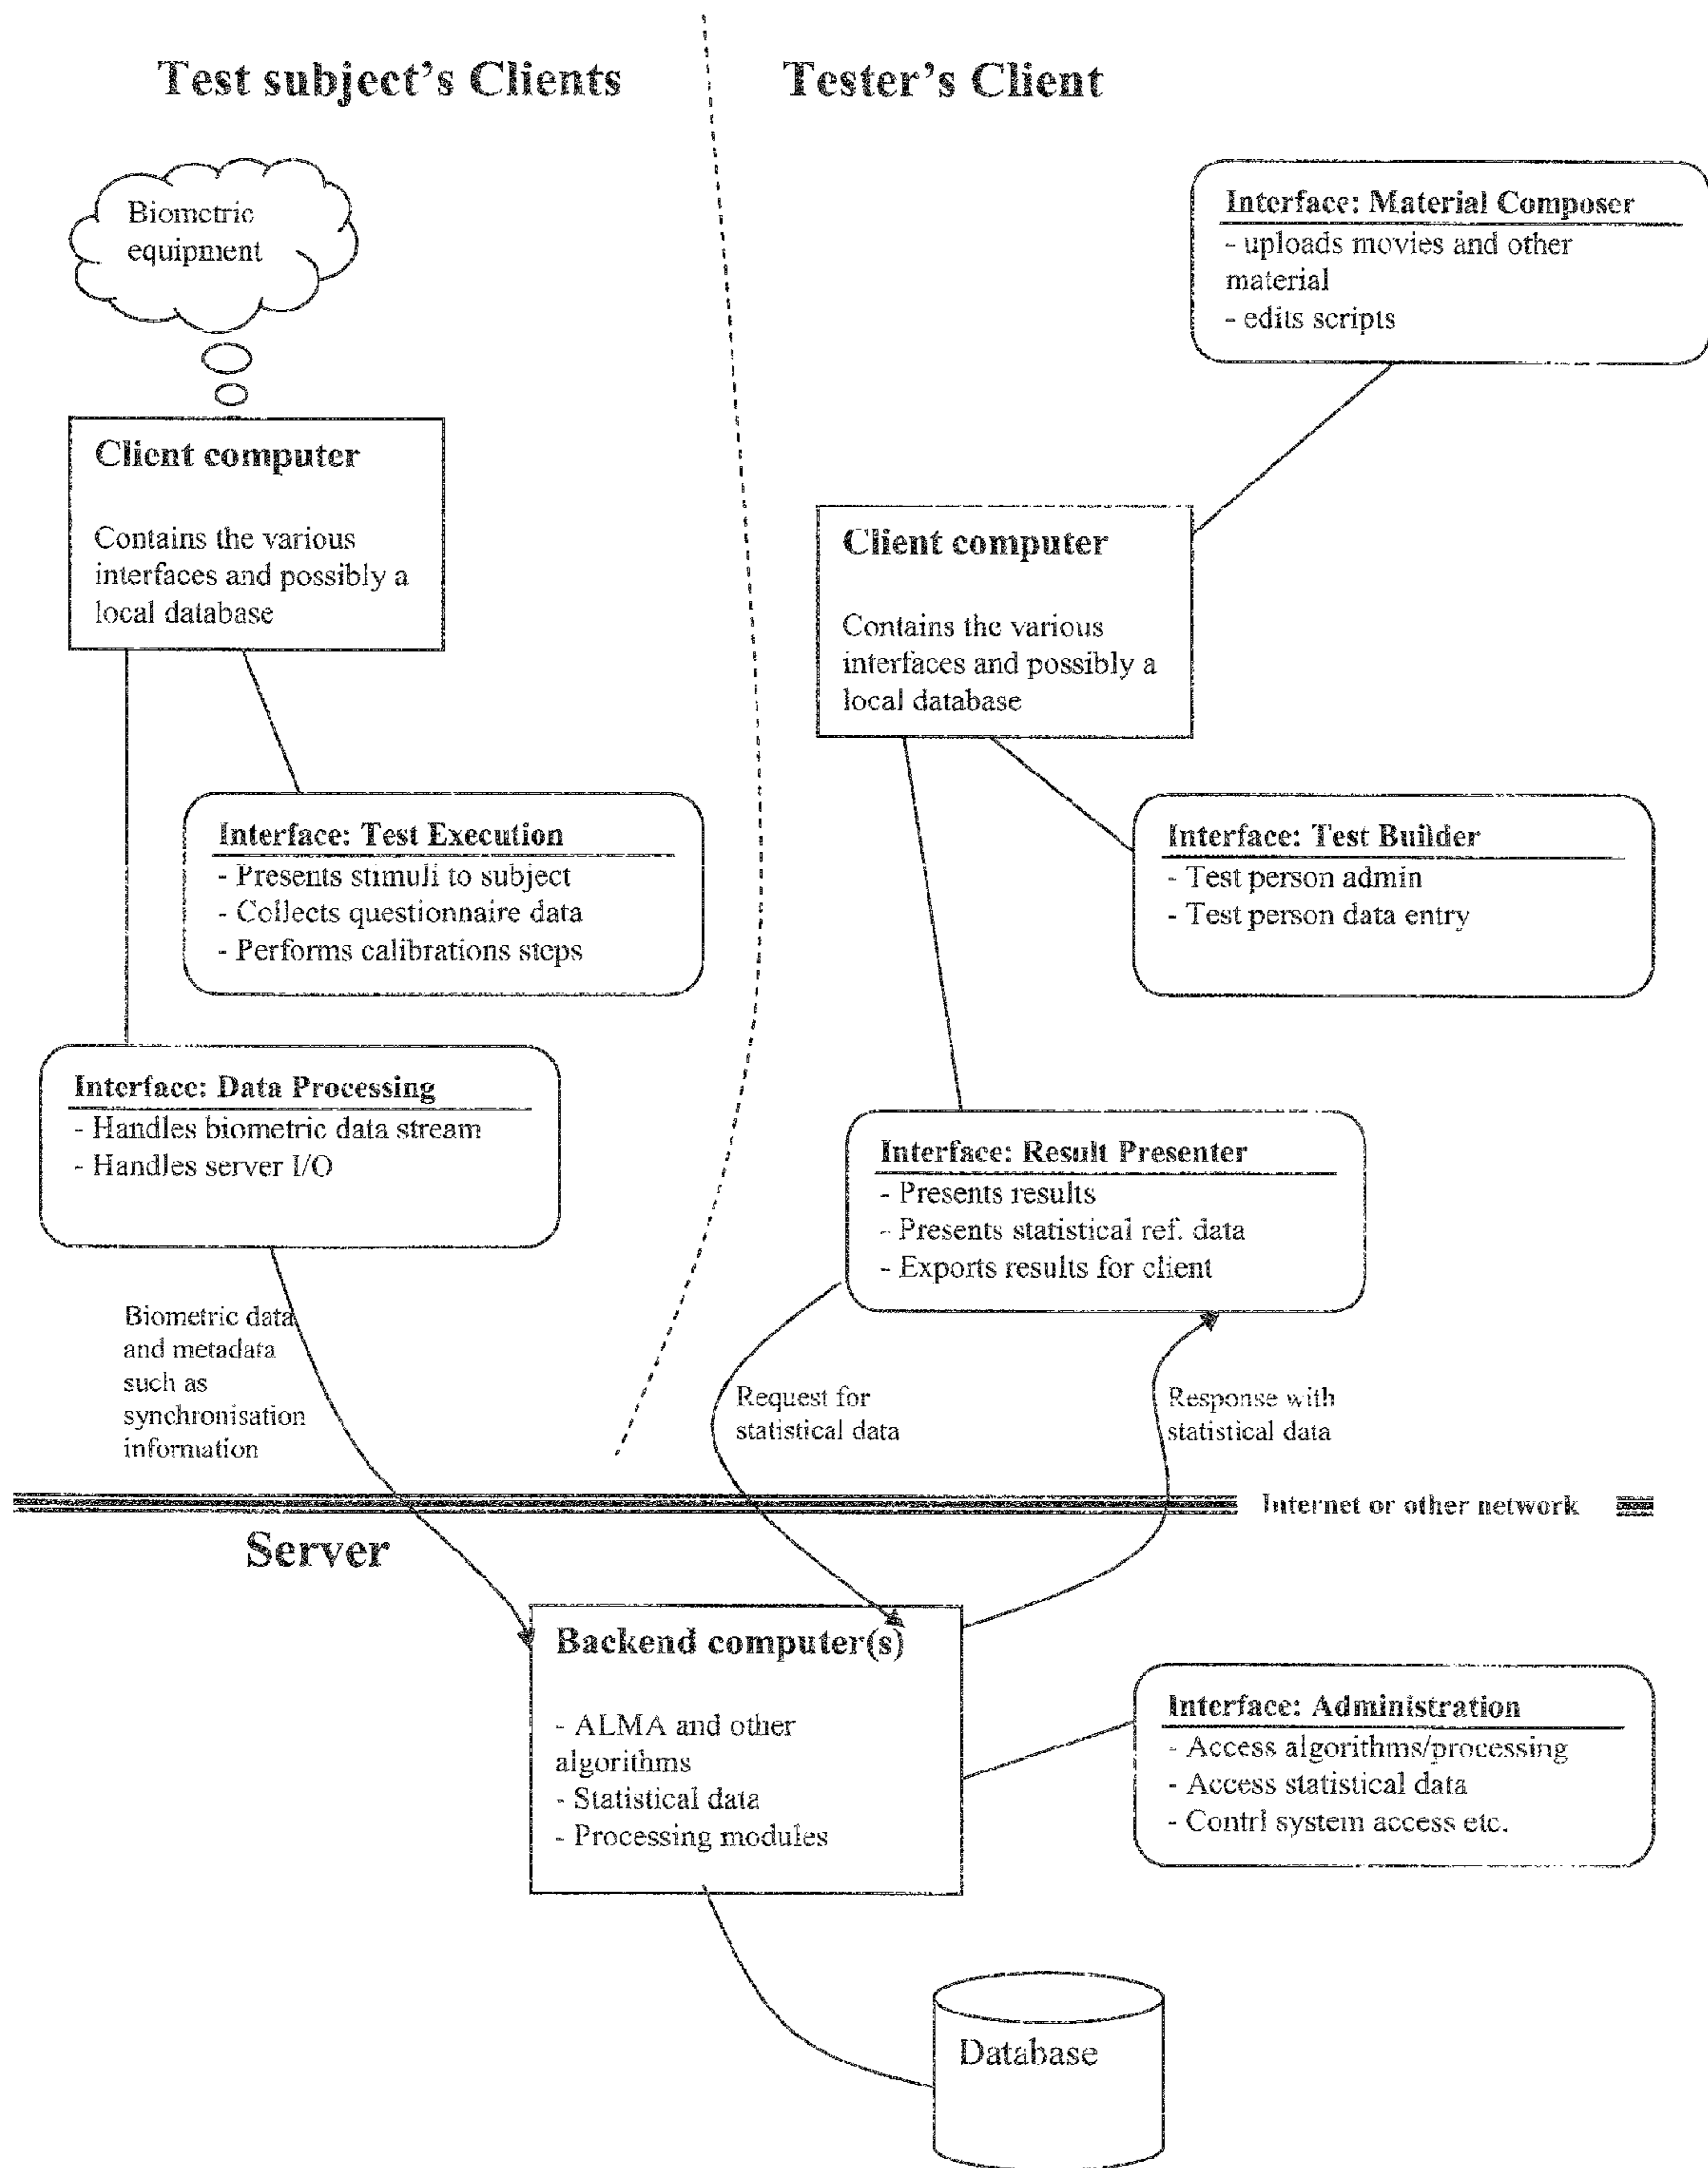 Test subject's Clients
Tester's Client
Biometric
equipment
Interface: Material Composer
- uploads movies and other
material
- edits scripts
Client computer
Contains the various
interfaces and possibly a
local database
Client computer
Contains the various
interfaces and possibly a
local database
Interface: Test Execution
- Presents stimuli to subject
- Collects questionnaire data
- Performs calibrations steps
Interface: Test Builder
- Test person admin
- Test person data entry
Interface: Data Processing
- Handles biometric data stream
- Handles server I/O
Interface: Result Presenter
- Presents results
- Presents statistical ref. data
- Exports results for client
Biometric data
and metadata
such as
synchronisation
information
Request for
statistical data
Response with
statistical data
Internet or other network
Server
Backend computer(s)
- ALMA and other
algorithms
- Statistical data
- Processing modules
Interface: Administration
- Access algorithms/processing
- Access statistical data
- Contrl system access etc.
Database